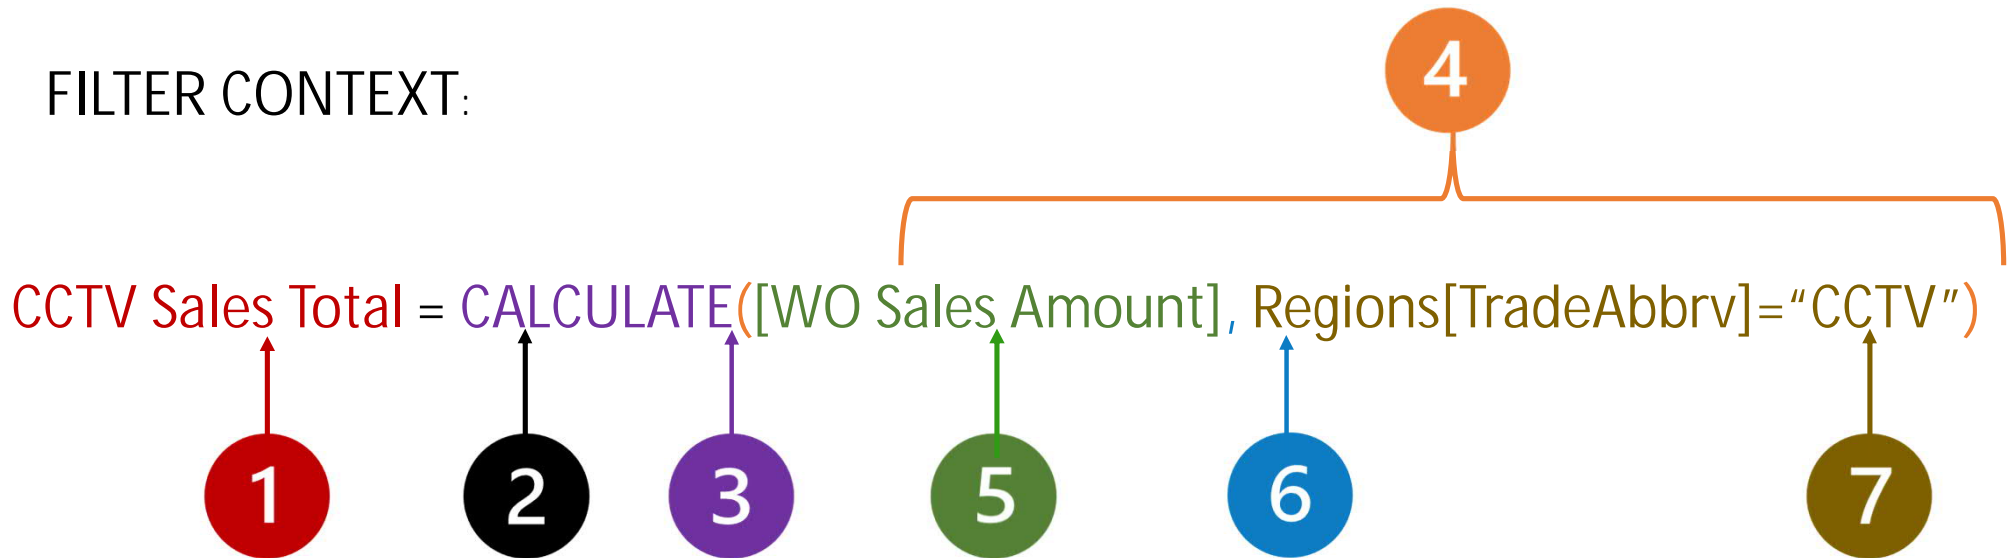 4
FILTER CONTEXT:
CCTV Sales Total = CALCULATE([WO Sales Amount], Regions[TradeAbbrv]=“CCTV”)
1 2 3 5 6 7